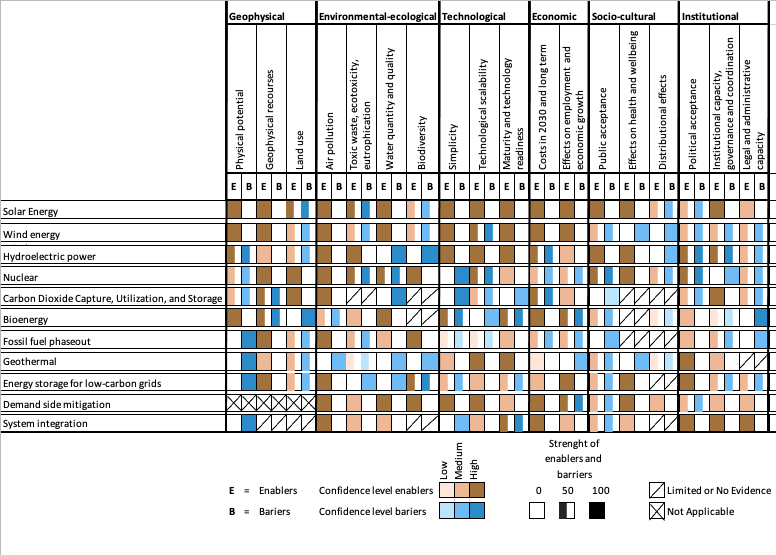 Geophysical Environmental-ecological Technological Economic Socio-cultural Institutional
Physical potential
Geophysical recourses
Land use
Air pollution
Toxic waste, ecotoxicity,
eutrophication
Water quantity and quality
Biodiversity
Simplicity
Technological scalability
Maturity and technology
readiness
Costs in 2030 and long term
Effects on employment and
economic growth
Public acceptance
Effects on health and wellbeing
Distributional effects
Political acceptance
Institutional capacity,
governance and coordination
Legal and administrative
capacity
E B E B E B E B E B E B E B E B E B E B E B E B E B E B E B E B E B E B
Solar Energy
Wind energy
Hydroelectric power
Nuclear
Carbon Dioxide Capture, Utilization, and Storage
Bioenergy
Fossil fuel phaseout
Geothermal
Energy storage for low-carbon grids
Demand side mitigation
System integration
Low
Medium
High
Strenght of
enablers and
barriers
E = Enablers Confidence level enablers 0 50 100 Limited or No Evidence
B = Bariers Confidence level bariers Not Applicable